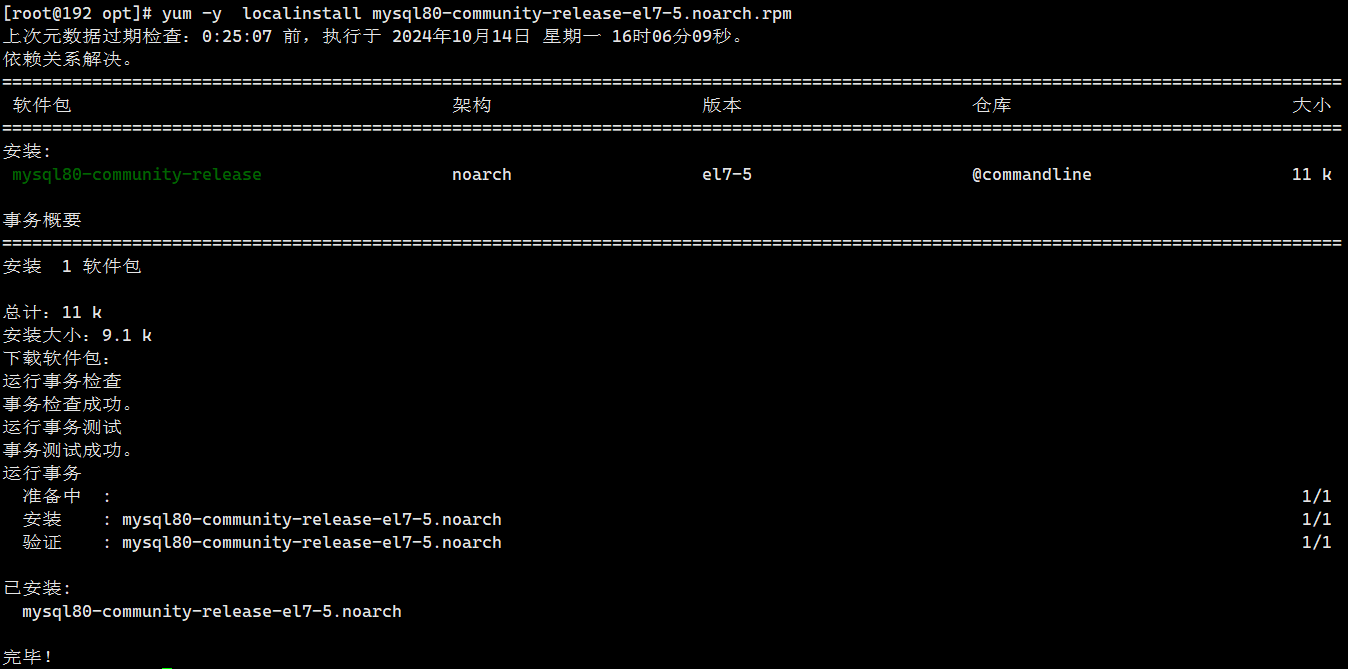 [root@192 opt]# yum -y  localinstall mysql80-community-release-el7-5.noarch.rpm
上次元数据过期检查：0:25:07 前，执行于 2024年10月14日 星期一 16时06分09秒。
依赖关系解决。
================================================================================
软件包 架构 版本 仓库 大小
================================================================================
安装:
mysql80-community-release noarch el7-5 @commandline 11 k
事务概要
================================================================================
安装  1 软件包
总计：11 k
安装大小：9.1 k
下载软件包：
运行事务检查
事务检查成功。
运行事务测试
事务测试成功。
运行事务
准备中  : 1/1
安装    : mysql80-community-release-el7-5.noarch 1/1
验证    : mysql80-community-release-el7-5.noarch 1/1
已安装:
mysql80-community-release-el7-5.noarch
完毕！